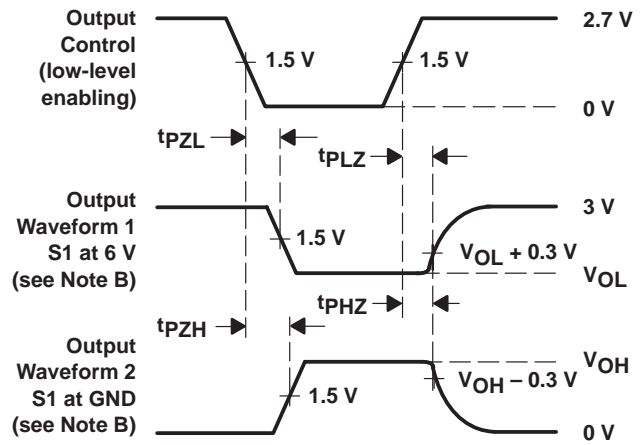 Output
Control
(low-level
enabling)
2.7 V
1.5 V
1.5 V
0 V
tPZL
tPLZ
Output
Waveform 1
S1 at 6 V
(see Note B)
3 V
1.5 V
VOL + 0.3 V
VOL
tPZH
tPHZ
Output
Waveform 2
S1 at GND
(see Note B)
VOH
1.5 V
VOH – 0.3 V
0 V